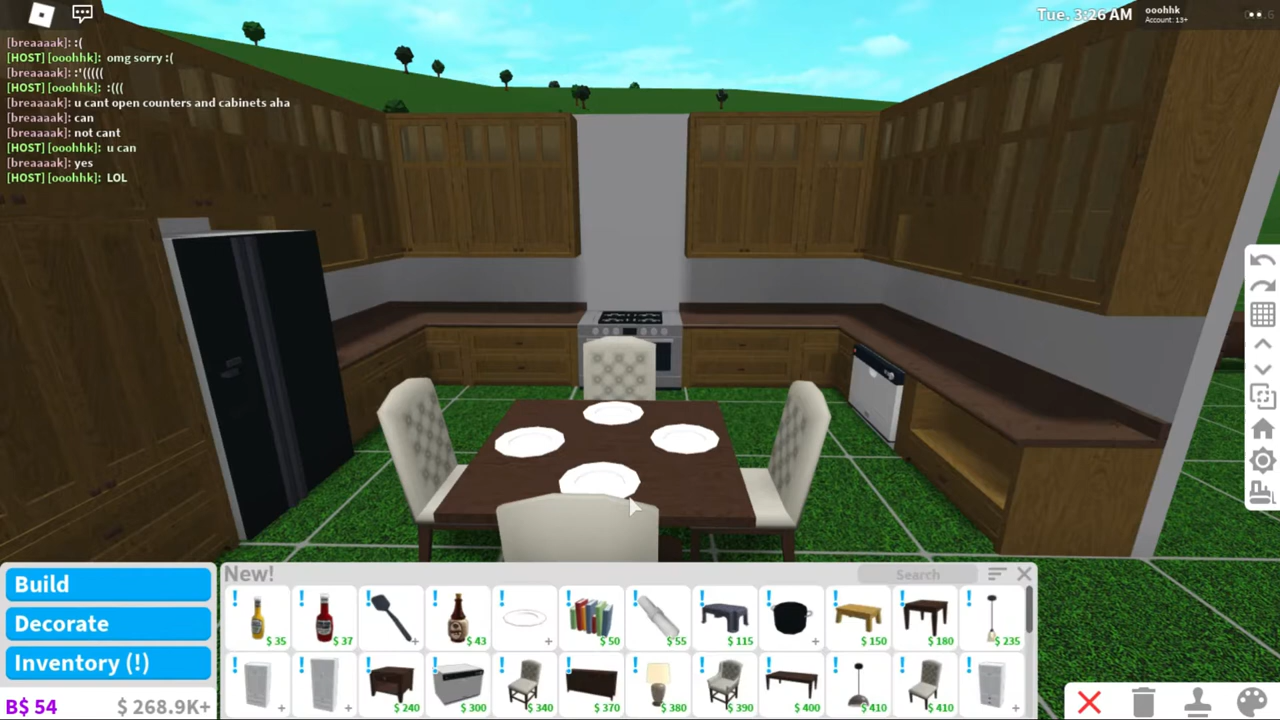 Tue. 3:26 AM
ooohhk
Account: 13+
[breaaaak]: :(
[HOST] [ooohhk]: omg sorry :(
[breaaaak]: :'(((((
[HOST] [ooohhk]: :(((
[breaaaak]: u cant open counters and cabinets aha
[breaaaak]: can
[breaaaak]: not cant
[HOST] [ooohhk]: u can
[breaaaak]: yes
[HOST] [ooohhk]: LOL
Build
Decorate
Inventory (!)
B$ 54 $ 268.9K+
New! Search
$ 35 $ 37 + $ 43 + $ 50 $ 55 $ 115 + $ 150 $ 180 $ 235
+ + $ 240 $ 300 $ 340 $ 370 $ 380 $ 390 $ 400 $ 410 $ 410 +